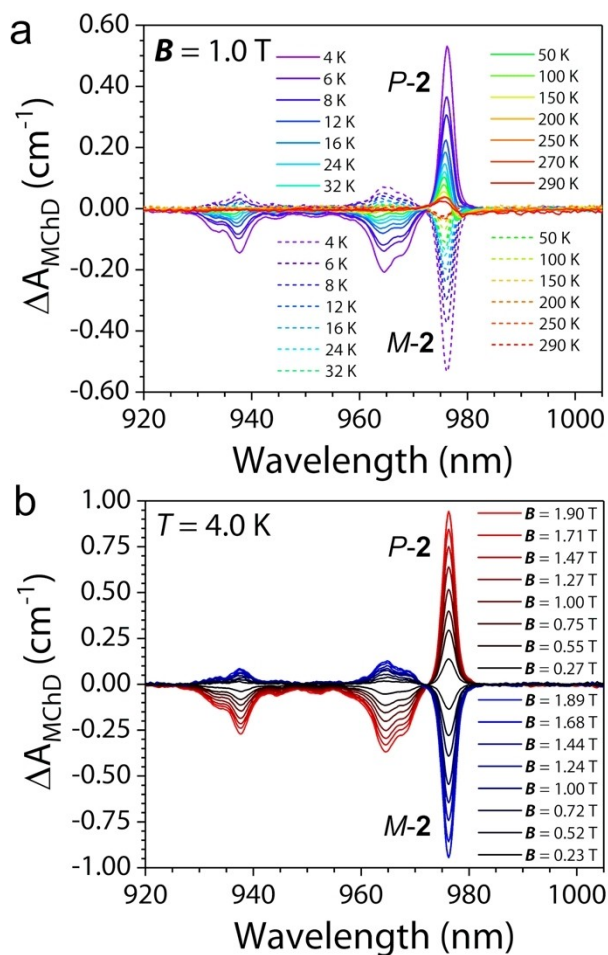 a
B = 1.0 T
P-2
M-2
4 K
6 K
8 K
12 K
16 K
24 K
32 K
50 K
100 K
150 K
200 K
250 K
270 K
290 K
4 K
6 K
8 K
12 K
16 K
24 K
32 K
50 K
100 K
150 K
200 K
250 K
290 K
0.60
0.40
0.20
0.00
-0.20
-0.40
-0.60
ΔA_MChD (cm⁻¹)
920 940 960 980 1000
Wavelength (nm)
b
T = 4.0 K
P-2
M-2
B = 1.90 T
B = 1.71 T
B = 1.47 T
B = 1.27 T
B = 1.00 T
B = 0.75 T
B = 0.55 T
B = 0.27 T
B = 1.89 T
B = 1.68 T
B = 1.44 T
B = 1.24 T
B = 1.00 T
B = 0.72 T
B = 0.52 T
B = 0.23 T
1.00
0.75
0.50
0.25
0.00
-0.25
-0.50
-0.75
-1.00
ΔA_MChD (cm⁻¹)
920 940 960 980 1000
Wavelength (nm)